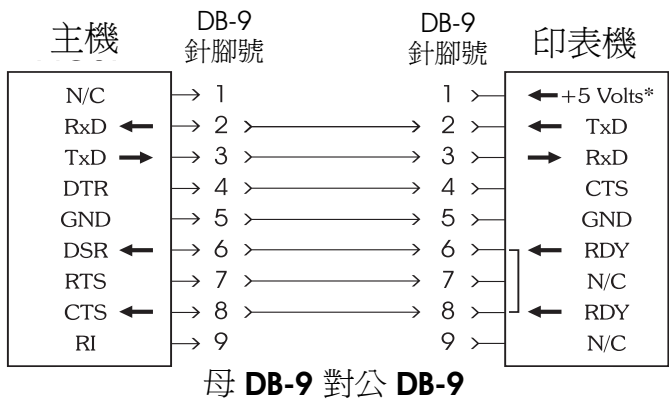 主機 DB-9 針腳號 DB-9 針腳號 印表機
N/C 1 1 +5 Volts*
RxD 2 2 TxD
TxD 3 3 RxD
DTR 4 4 CTS
GND 5 5 GND
DSR 6 6 RDY
RTS 7 7 N/C
CTS 8 8 RDY
RI 9 9 N/C
母 DB-9 對公 DB-9